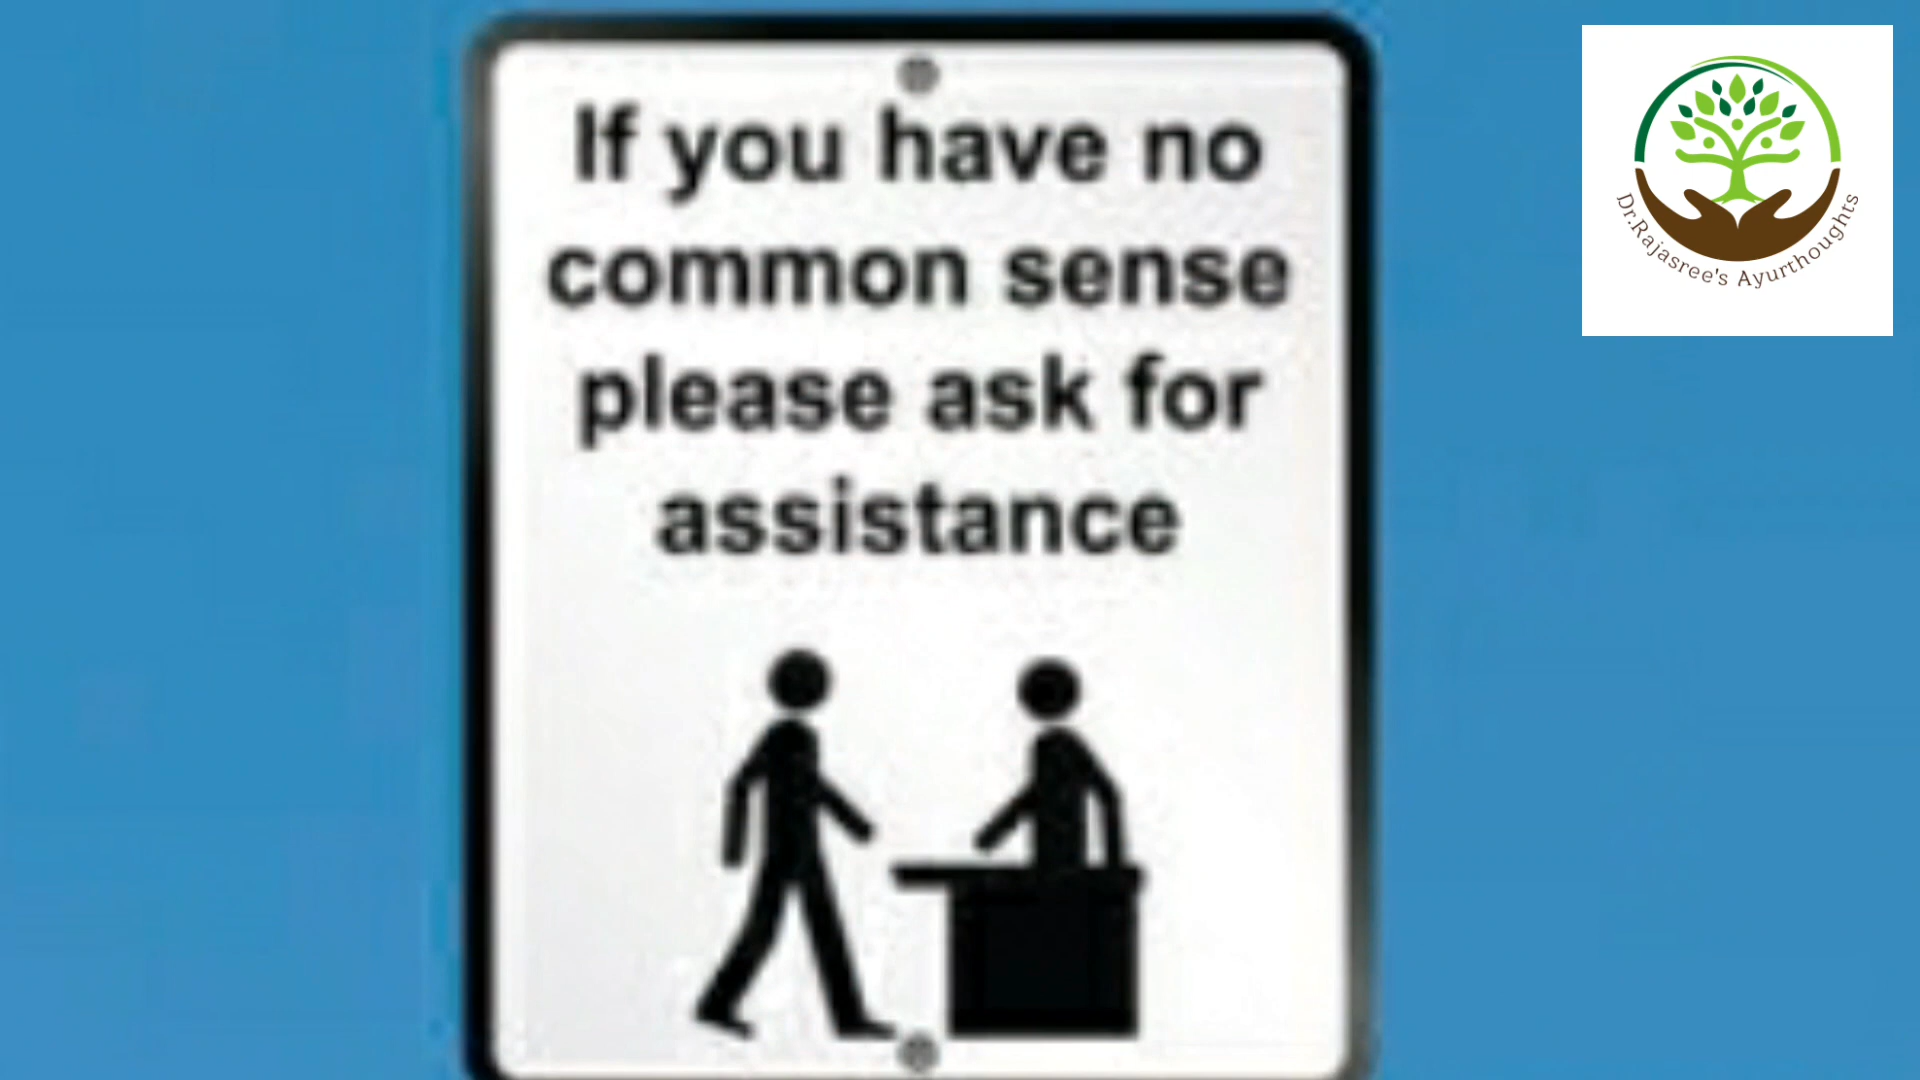 If you have no
common sense
please ask for
assistance
Dr.Rajasree's Ayurthoughts